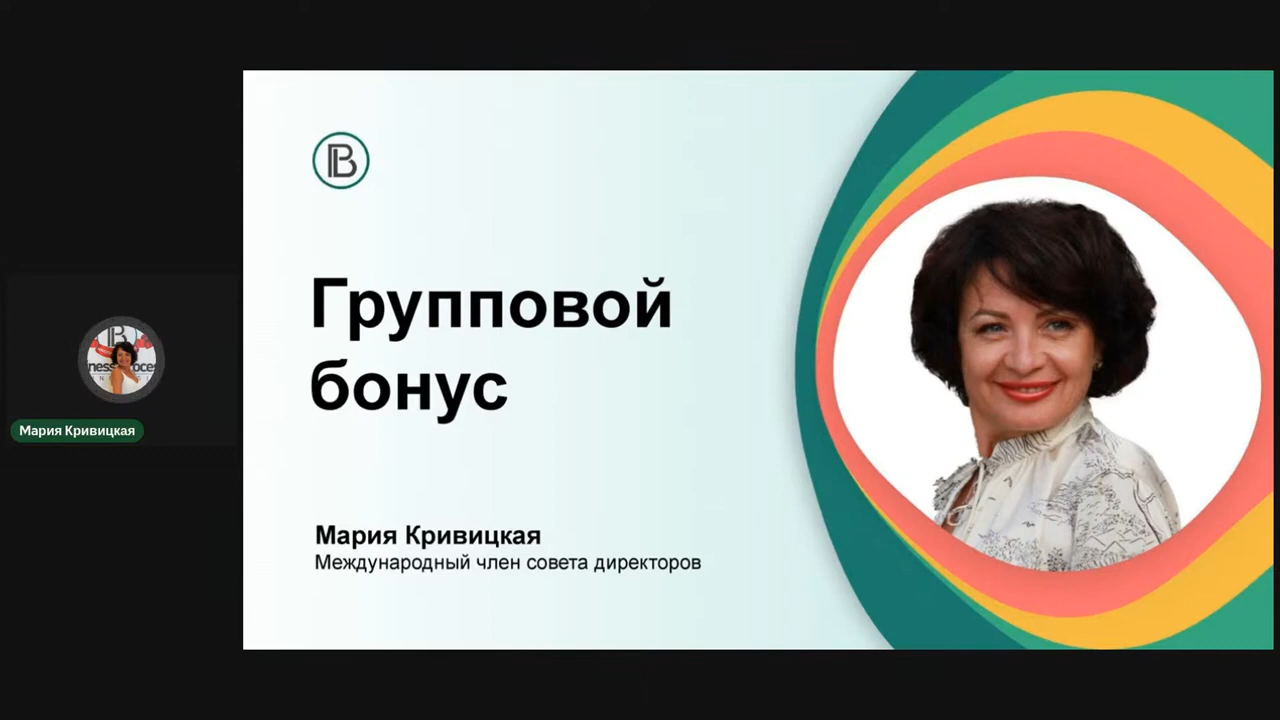 Групповой
бонус
Мария Кривицкая
Международный член совета директоров
Мария Кривицкая